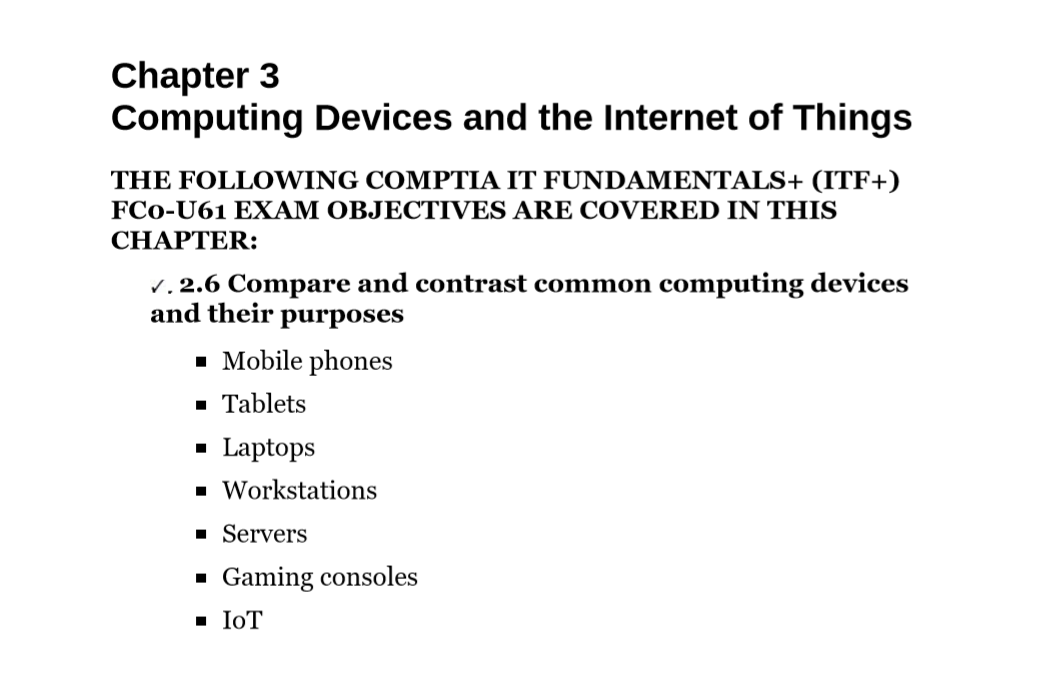 Chapter 3
Computing Devices and the Internet of Things
THE FOLLOWING COMPTIA IT FUNDAMENTALS+ (ITF+)
FC0-U61 EXAM OBJECTIVES ARE COVERED IN THIS
CHAPTER:
✓. 2.6 Compare and contrast common computing devices
and their purposes
▪ Mobile phones
▪ Tablets
▪ Laptops
▪ Workstations
▪ Servers
▪ Gaming consoles
▪ IoT